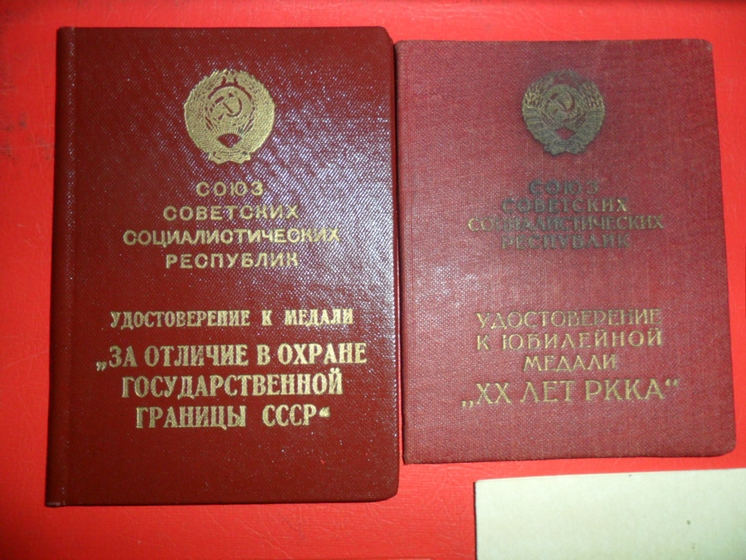 СОЮЗ
СОВЕТСКИХ
СОЦИАЛИСТИЧЕСКИХ
РЕСПУБЛИК
УДОСТОВЕРЕНИЕ К МЕДАЛИ
„ЗА ОТЛИЧИЕ В ОХРАНЕ
ГОСУДАРСТВЕННОЙ
ГРАНИЦЫ СССР“
СОЮЗ
СОВЕТСКИХ
СОЦИАЛИСТИЧЕСКИХ
РЕСПУБЛИК
УДОСТОВЕРЕНИЕ
К ЮБИЛЕЙНОЙ
МЕДАЛИ
„XX ЛЕТ РККА“